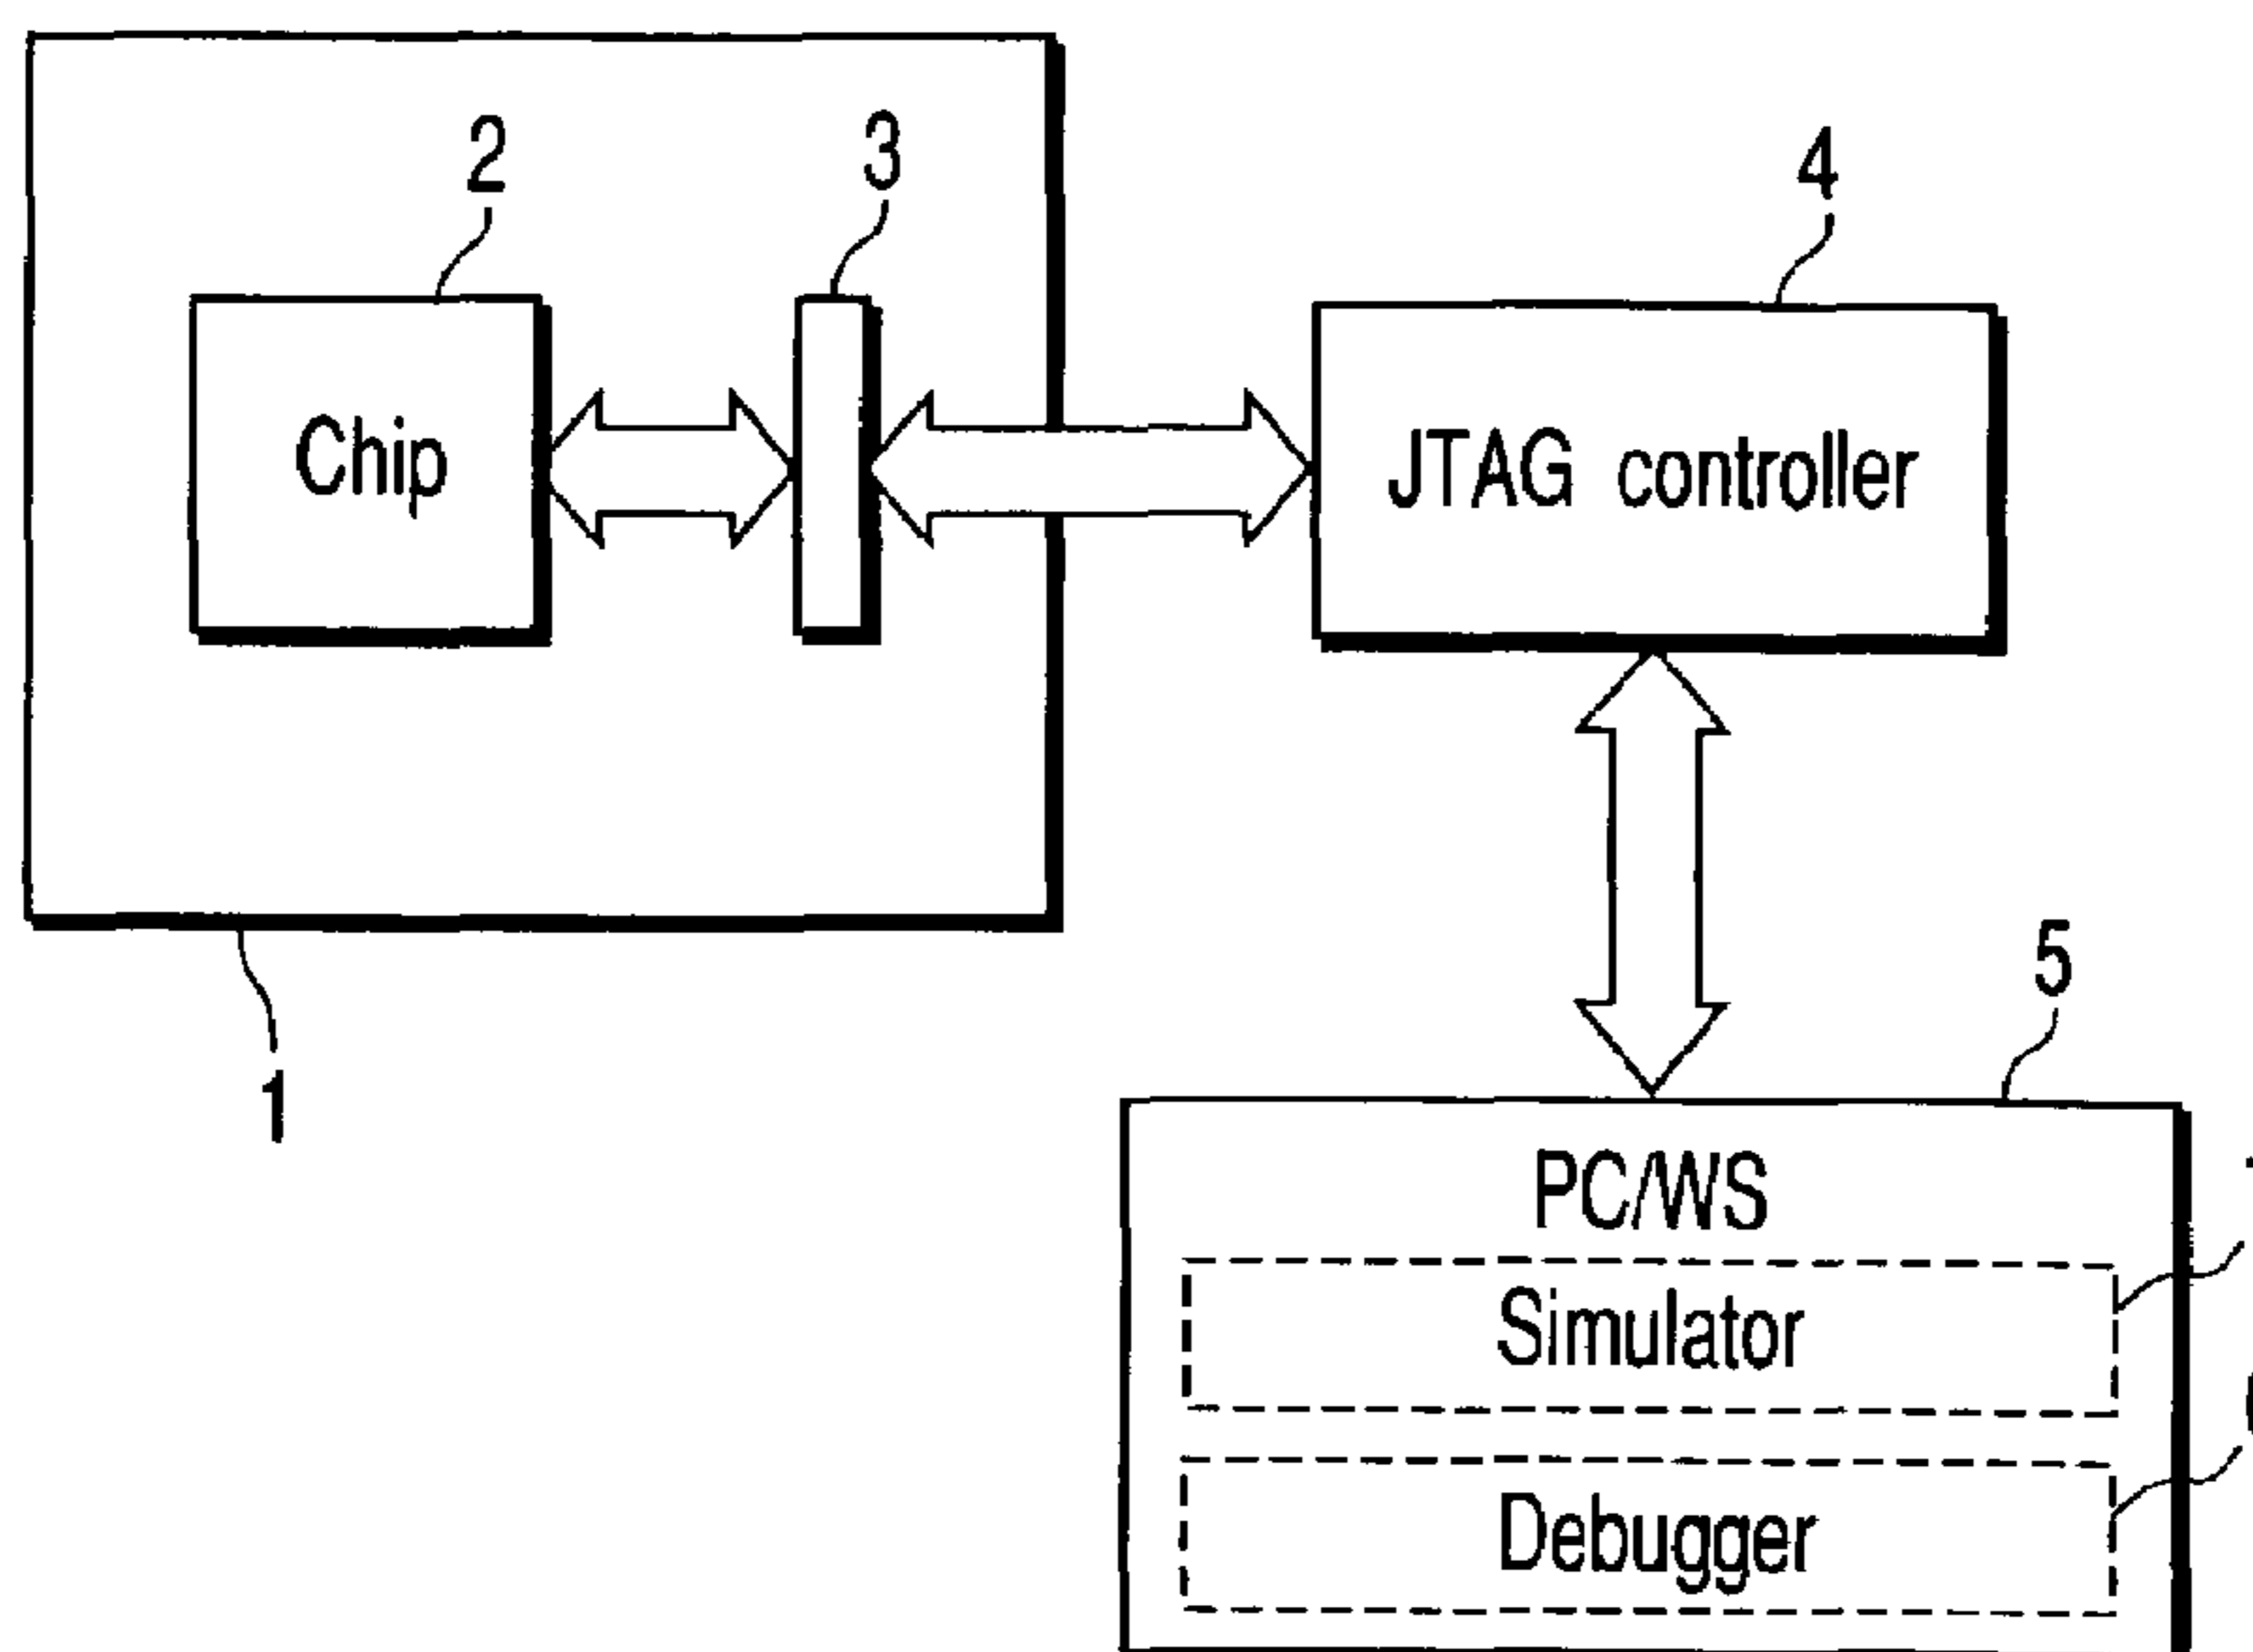 2
3
4
Chip
JTAG controller
5
1
PC/WS
Simulator
Debugger